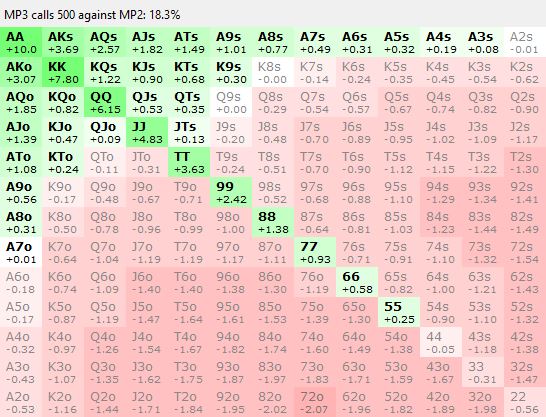 MP3 calls 500 against MP2: 18.3%
AA AKs AQs AJs ATs A9s A8s A7s A6s A5s A4s A3s A2s
+10.0 +3.69 +2.57 +1.82 +1.49 +1.01 +0.77 +0.49 +0.31 +0.32 +0.19 +0.08 -0.01
AKo KK KQs KJs KTs K9s K8s K7s K6s K5s K4s K3s K2s
+3.07 +7.80 +1.22 +0.90 +0.68 +0.30 -0.00 -0.14 -0.25 -0.35 -0.45 -0.54 -0.62
AQo KQo QQ QJs QTs Q9s Q8s Q7s Q6s Q5s Q4s Q3s Q2s
+1.85 +0.82 +6.15 +0.53 +0.35 -0.00 -0.29 -0.54 -0.57 -0.67 -0.74 -0.82 -0.90
AJo KJo QJo JJ JTs J9s J8s J7s J6s J5s J4s J3s J2s
+1.39 +0.47 +0.09 +4.83 +0.13 -0.20 -0.48 -0.70 -0.89 -0.95 -1.02 -1.09 -1.17
ATo KTo QTo JTo TT T9s T8s T7s T6s T5s T4s T3s T2s
+1.08 +0.24 -0.11 -0.31 +3.63 -0.24 -0.51 -0.70 -0.90 -1.12 -1.15 -1.22 -1.30
A9o K9o Q9o J9o T9o 99 98s 97s 96s 95s 94s 93s 92s
+0.56 -0.17 -0.48 -0.67 -0.71 +2.42 -0.52 -0.68 -0.88 -1.10 -1.29 -1.34 -1.41
A8o K8o Q8o J8o T8o 98o 88 87s 86s 85s 84s 83s 82s
+0.31 -0.50 -0.78 -0.96 -0.99 -1.00 +1.38 -0.65 -0.81 -1.03 -1.23 -1.44 -1.49
A7o K7o Q7o J7o T7o 97o 87o 77 76s 75s 74s 73s 72s
+0.01 -0.64 -1.04 -1.19 -1.19 -1.17 -1.11 +0.93 -0.71 -0.91 -1.10 -1.32 -1.54
A6o K6o Q6o J6o T6o 96o 86o 76o 66 65s 64s 63s 62s
-0.18 -0.74 -1.09 -1.40 -1.40 -1.38 -1.30 -1.19 +0.58 -0.82 -1.00 -1.21 -1.43
A5o K5o Q5o J5o T5o 95o 85o 75o 65o 55 54s 53s 52s
-0.17 -0.87 -1.19 -1.47 -1.64 -1.61 -1.53 -1.39 -1.30 +0.25 -0.90 -1.10 -1.32
A4o K4o Q4o J4o T4o 94o 84o 74o 64o 54o 44 43s 42s
-0.32 -0.97 -1.26 -1.54 -1.67 -1.82 -1.74 -1.60 -1.49 -1.38 -0.05 -1.18 -1.38
A3o K3o Q3o J3o T3o 93o 83o 73o 63o 53o 43o 33 32s
-0.43 -1.07 -1.35 -1.62 -1.75 -1.87 -1.97 -1.83 -1.71 -1.59 -1.67 -0.31 -1.47
A2o K2o Q2o J2o T2o 92o 82o 72o 62o 52o 42o 32o 22
-0.53 -1.16 -1.44 -1.71 -1.84 -1.95 -2.02 -2.07 -1.96 -1.82 -1.89 -1.98 -0.56